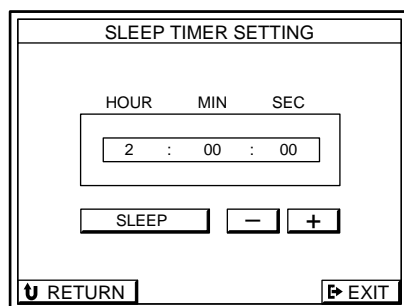 SLEEP TIMER SETTING
HOUR MIN SEC
2 : 00 : 00
SLEEP − +
RETURN EXIT